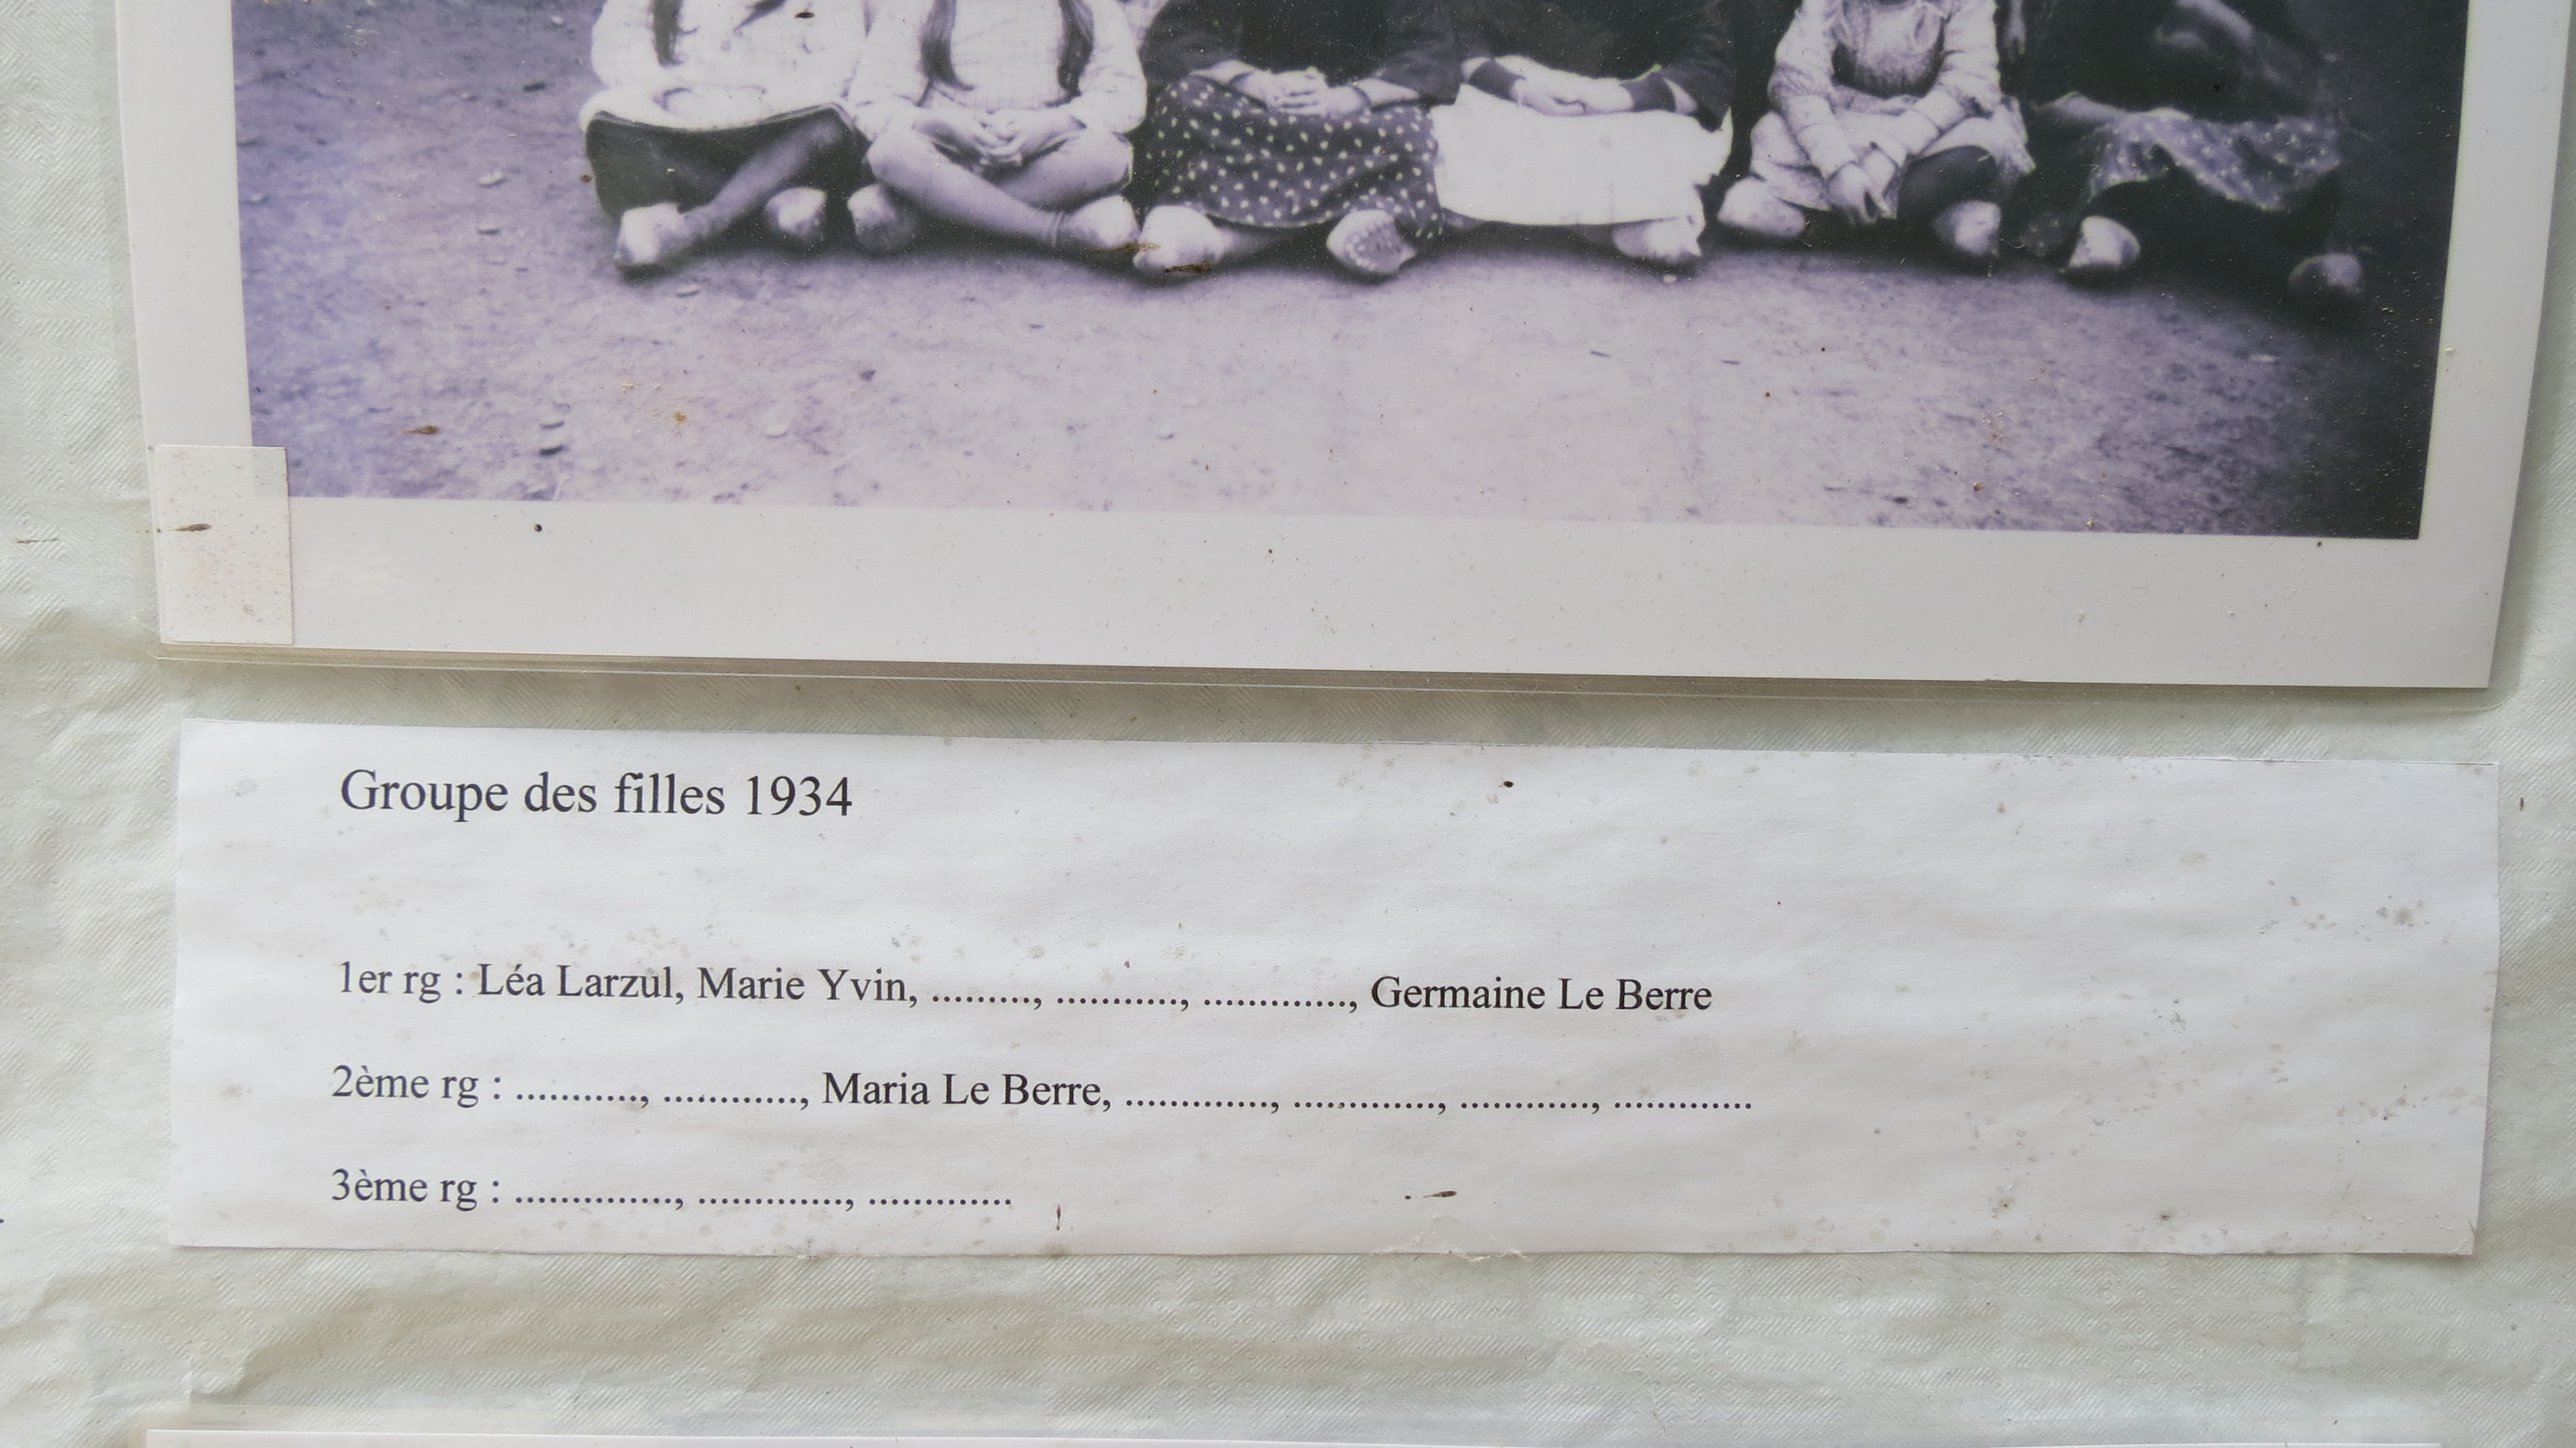 Groupe des filles 1934
1er rg : Léa Larzul, Marie Yvin, ........., ..........., ............., Germaine Le Berre
2ème rg : ..........., ............, Maria Le Berre, ............., ............., ............, .............
3ème rg : .............., ............., .............